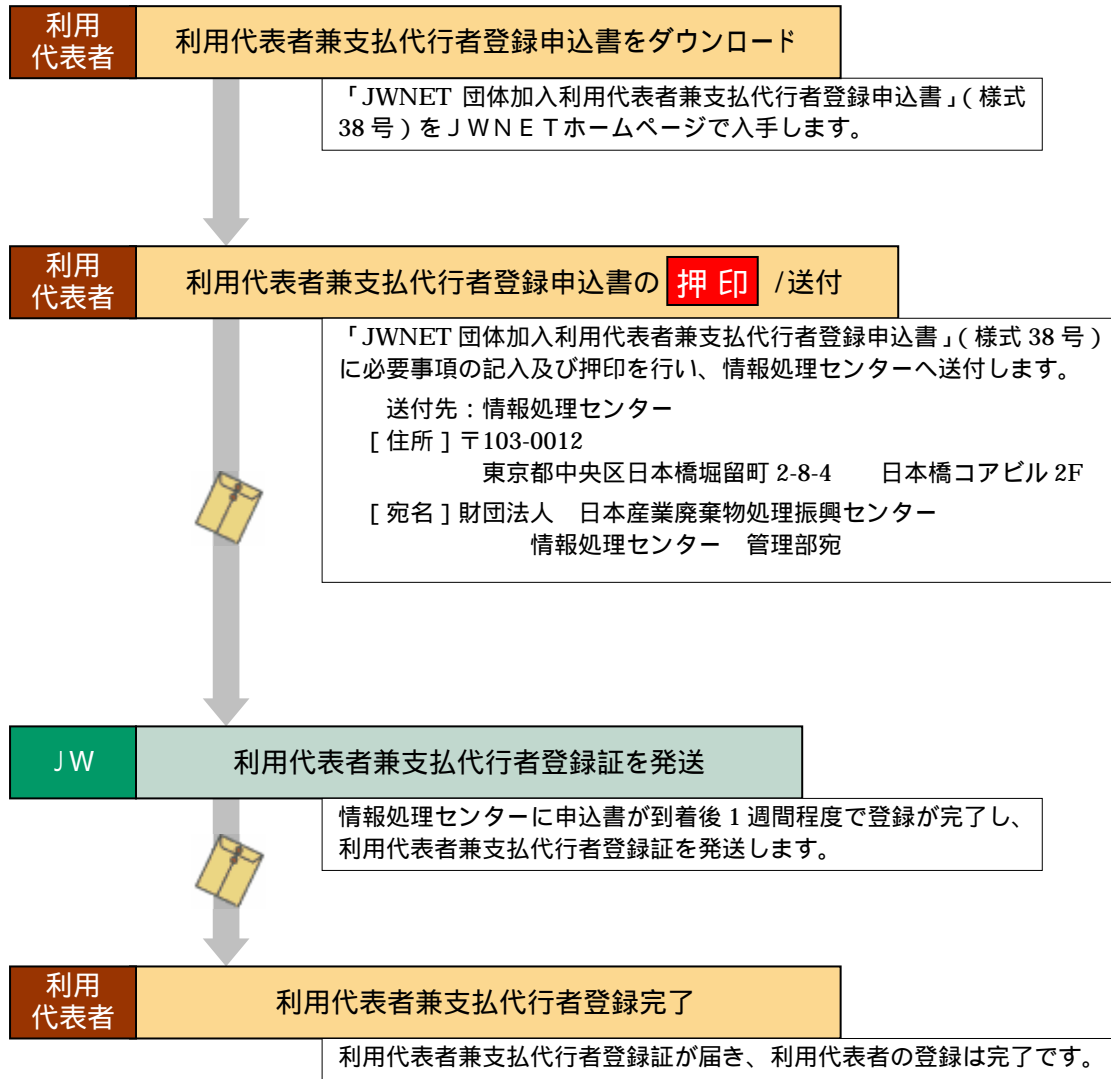 利用
代表者
利用代表者兼支払代行者登録申込書をダウンロード
「JWNET 団体加入利用代表者兼支払代行者登録申込書」(様式
38号)をJWNETホームページで入手します。
利用
代表者
利用代表者兼支払代行者登録申込書の 押印 /送付
「JWNET 団体加入利用代表者兼支払代行者登録申込書」(様式 38 号)
に必要事項の記入及び押印を行い、情報処理センターへ送付します。
送付先:情報処理センター
[住所]〒103-0012
東京都中央区日本橋堀留町 2-8-4 日本橋コアビル 2F
[宛名]財団法人 日本産業廃棄物処理振興センター
情報処理センター 管理部宛
JW
利用代表者兼支払代行者登録証を発送
情報処理センターに申込書が到着後 1 週間程度で登録が完了し、
利用代表者兼支払代行者登録証を発送します。
利用
代表者
利用代表者兼支払代行者登録完了
利用代表者兼支払代行者登録証が届き、利用代表者の登録は完了です。